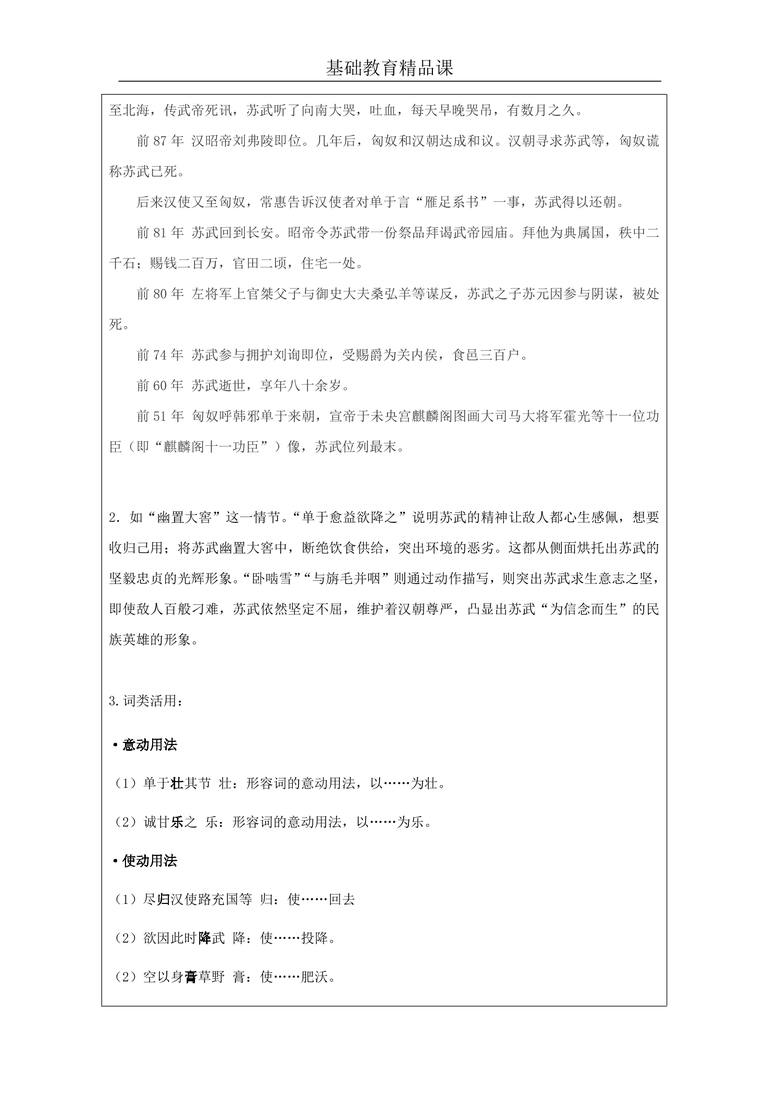 基础教育精品课
至北海，传武帝死讯，苏武听了向南大哭，吐血，每天早晚哭吊，有数月之久。
前 87 年 汉昭帝刘弗陵即位。几年后，匈奴和汉朝达成和议。汉朝寻求苏武等，匈奴谎
称苏武已死。
后来汉使又至匈奴，常惠告诉汉使者对单于言“雁足系书”一事，苏武得以还朝。
前 81 年 苏武回到长安。昭帝令苏武带一份祭品拜谒武帝园庙。拜他为典属国，秩中二
千石；赐钱二百万，官田二顷，住宅一处。
前 80 年 左将军上官桀父子与御史大夫桑弘羊等谋反，苏武之子苏元因参与阴谋，被处
死。
前 74 年 苏武参与拥护刘询即位，受赐爵为关内侯，食邑三百户。
前 60 年 苏武逝世，享年八十余岁。
前 51 年 匈奴呼韩邪单于来朝，宣帝于未央宫麒麟阁图画大司马大将军霍光等十一位功
臣（即“麒麟阁十一功臣”）像，苏武位列最末。
2．如“幽置大窖”这一情节。“单于愈益欲降之”说明苏武的精神让敌人都心生感佩，想要
收归己用；将苏武幽置大窖中，断绝饮食供给，突出环境的恶劣。这都从侧面烘托出苏武的
坚毅忠贞的光辉形象。“卧啮雪”“与旃毛并咽”则通过动作描写，则突出苏武求生意志之坚，
即使敌人百般刁难，苏武依然坚定不屈，维护着汉朝尊严，凸显出苏武“为信念而生”的民
族英雄的形象。
3.词类活用：
·意动用法
（1）单于壮其节 壮：形容词的意动用法，以……为壮。
（2）诚甘乐之 乐：形容词的意动用法，以……为乐。
·使动用法
（1）尽归汉使路充国等 归：使……回去
（2）欲因此时降武 降：使……投降。
（2）空以身膏草野 膏：使……肥沃。